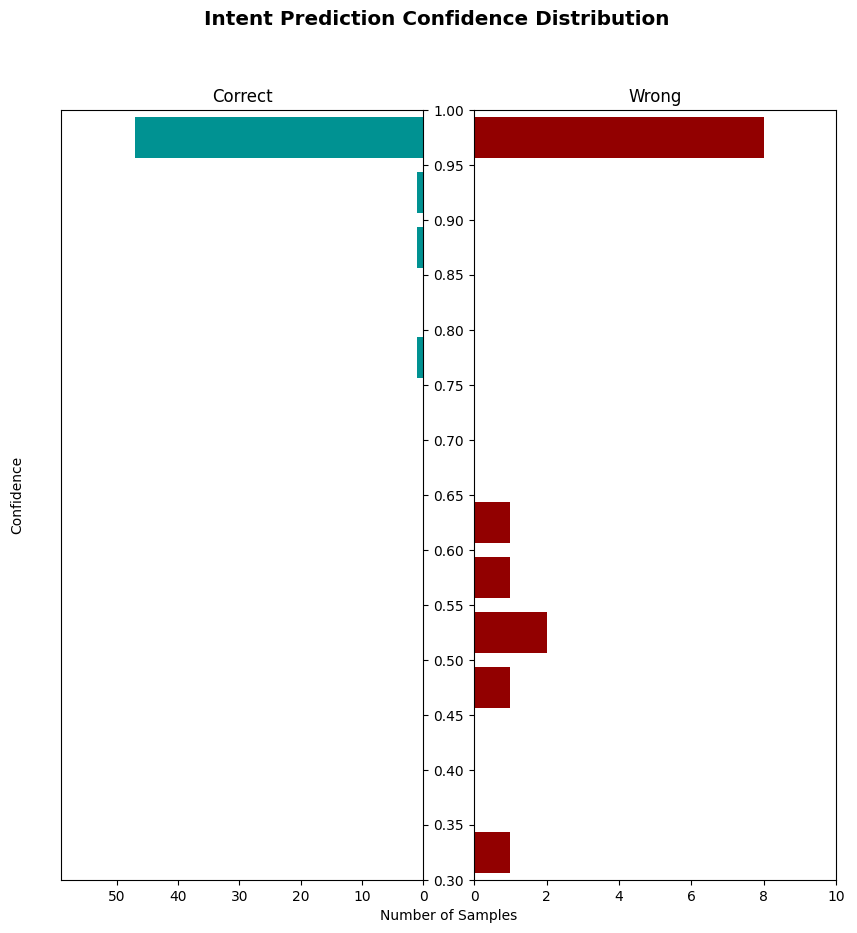 Intent Prediction Confidence Distribution
Correct
Wrong
1.00
0.95
0.90
0.85
0.80
0.75
0.70
0.65
0.60
0.55
0.50
0.45
0.40
0.35
0.30
Confidence
50 40 30 20 10 0
0 2 4 6 8 10
Number of Samples